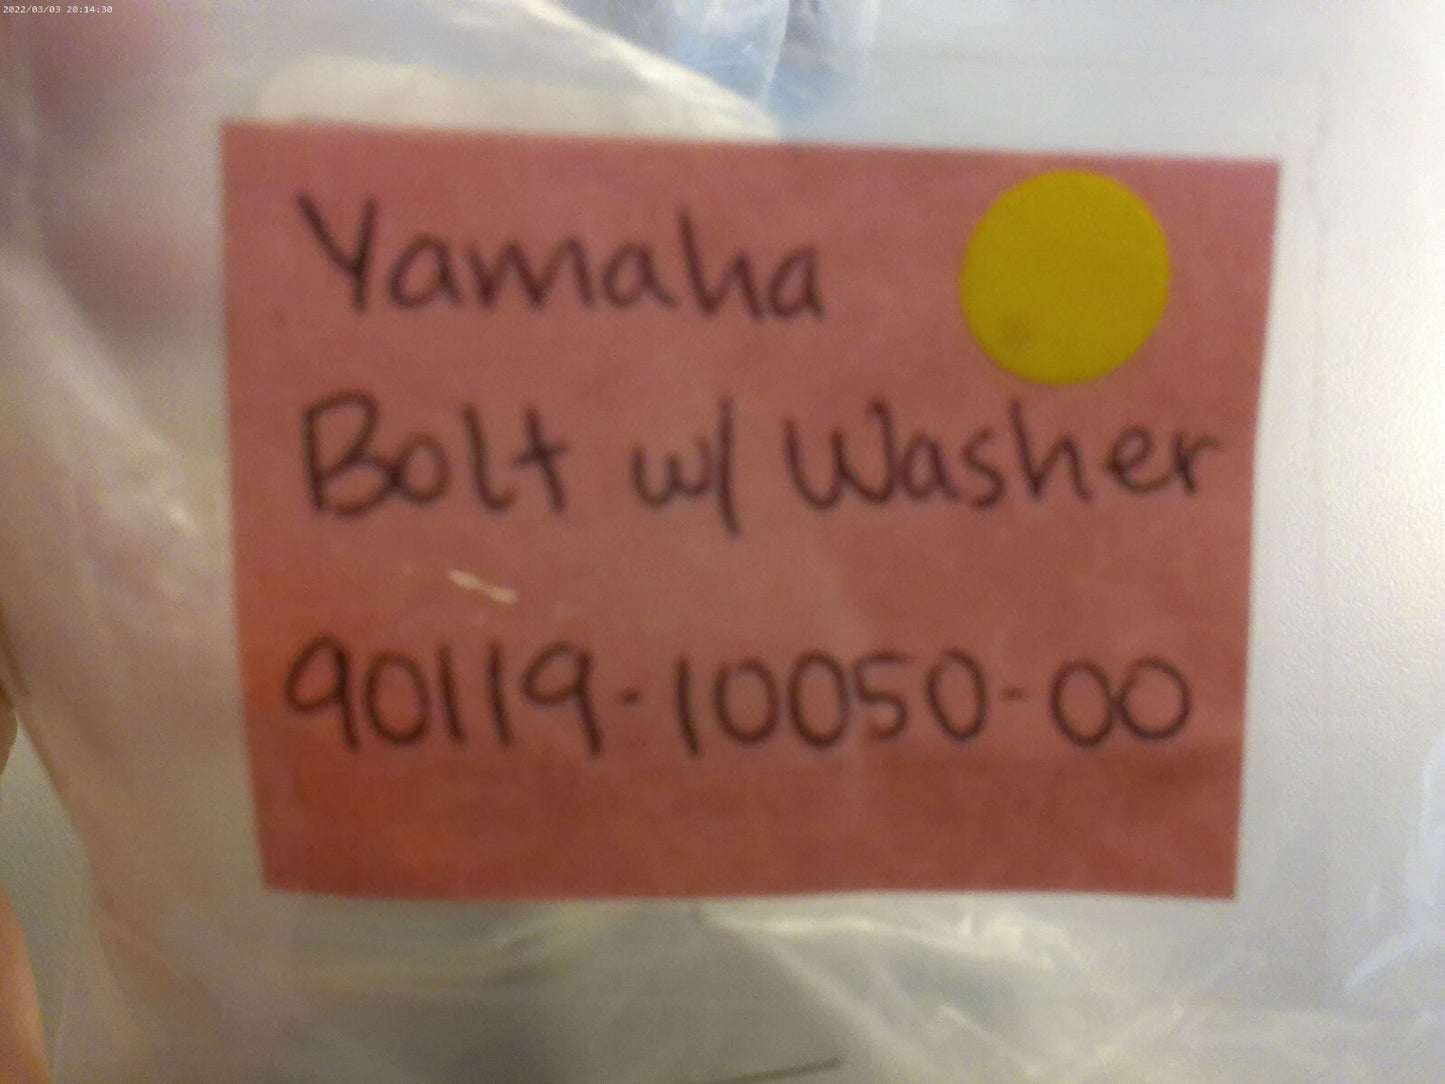 2022/03/03 20:14:30
Yamaha
Bolt w/ Washer
90119-10050-00